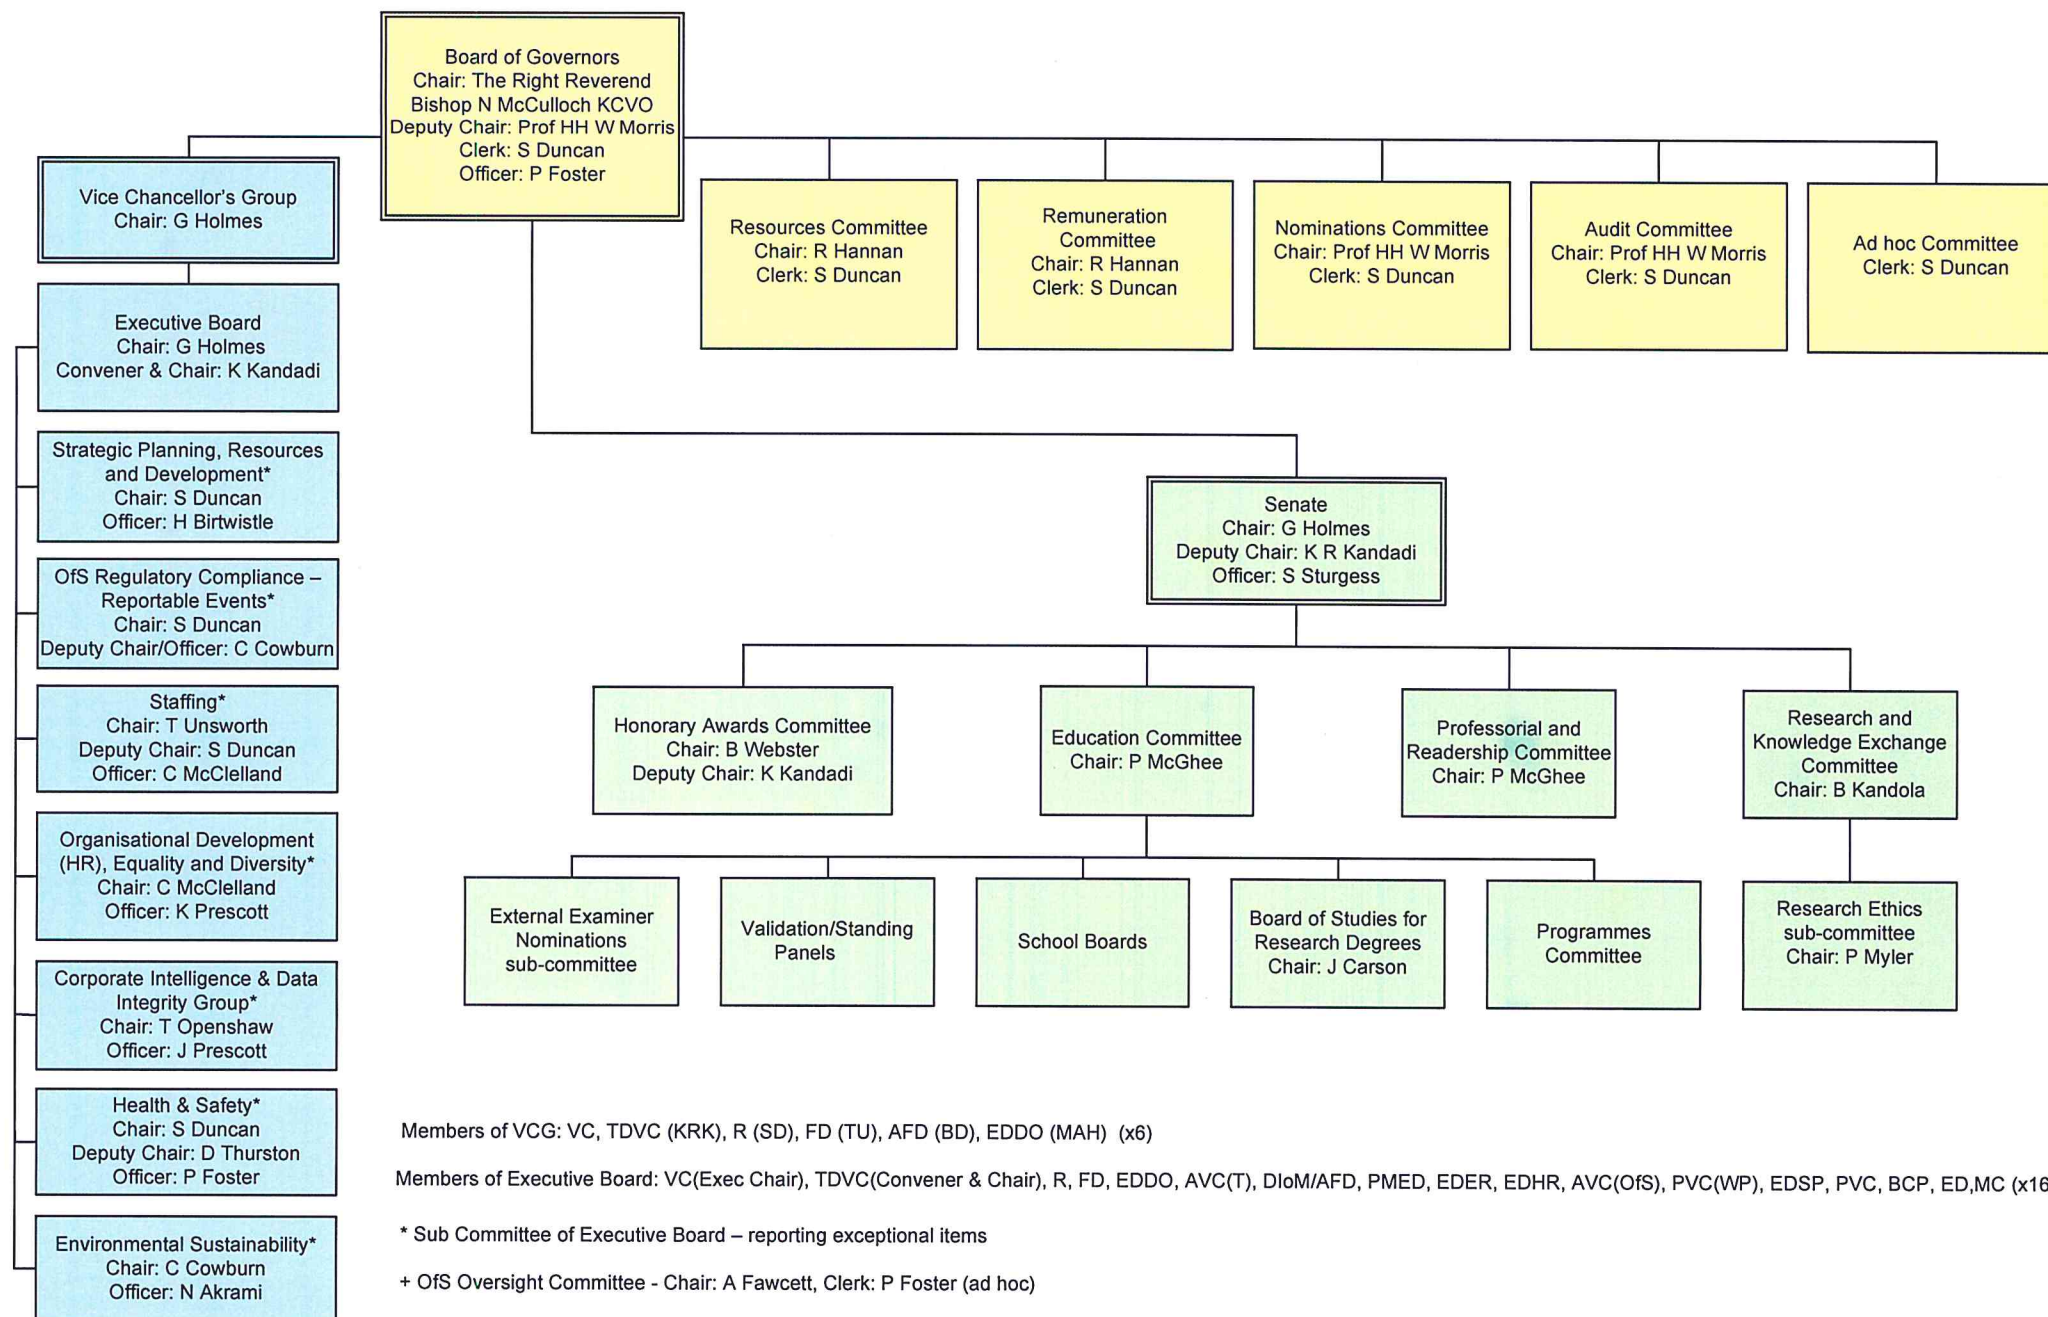 Board of Governors
Chair: The Right Reverend
Bishop N McCulloch KCVO
Deputy Chair: Prof HH W Morris
Clerk: S Duncan
Officer: P Foster
Vice Chancellor's Group
Chair: G Holmes
Resources Committee
Chair: R Hannan
Clerk: S Duncan
Remuneration
Committee
Chair: R Hannan
Clerk: S Duncan
Nominations Committee
Chair: Prof HH W Morris
Clerk: S Duncan
Audit Committee
Chair: Prof HH W Morris
Clerk: S Duncan
Ad hoc Committee
Clerk: S Duncan
Executive Board
Chair: G Holmes
Convener & Chair: K Kandadi
Strategic Planning, Resources
and Development*
Chair: S Duncan
Officer: H Birtwistle
OfS Regulatory Compliance –
Reportable Events*
Chair: S Duncan
Deputy Chair/Officer: C Cowburn
Staffing*
Chair: T Unsworth
Deputy Chair: S Duncan
Officer: C McClelland
Organisational Development
(HR), Equality and Diversity*
Chair: C McClelland
Officer: K Prescott
Corporate Intelligence & Data
Integrity Group*
Chair: T Openshaw
Officer: J Prescott
Health & Safety*
Chair: S Duncan
Deputy Chair: D Thurston
Officer: P Foster
Environmental Sustainability*
Chair: C Cowburn
Officer: N Akrami
Senate
Chair: G Holmes
Deputy Chair: K R Kandadi
Officer: S Sturgess
Honorary Awards Committee
Chair: B Webster
Deputy Chair: K Kandadi
Education Committee
Chair: P McGhee
Professorial and
Readership Committee
Chair: P McGhee
Research and
Knowledge Exchange
Committee
Chair: B Kandola
External Examiner
Nominations
sub-committee
Validation/Standing
Panels
School Boards
Board of Studies for
Research Degrees
Chair: J Carson
Programmes
Committee
Research Ethics
sub-committee
Chair: P Myler
Members of VCG: VC, TDVC (KRK), R (SD), FD (TU), AFD (BD), EDDO (MAH) (x6)
Members of Executive Board: VC(Exec Chair), TDVC(Convener & Chair), R, FD, EDDO, AVC(T), DIoM/AFD, PMED, EDER, EDHR, AVC(OfS), PVC(WP), EDSP, PVC, BCP, ED,MC (x16
* Sub Committee of Executive Board – reporting exceptional items
+ OfS Oversight Committee - Chair: A Fawcett, Clerk: P Foster (ad hoc)